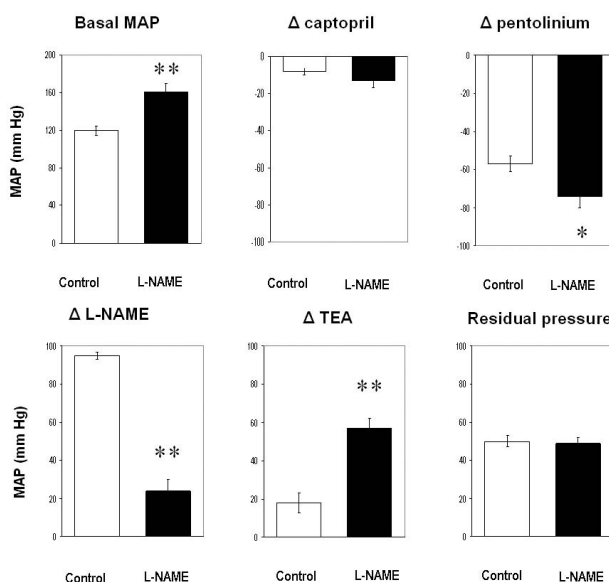 Basal MAP
MAP (mm Hg)
200
160
120
80
40
0
**
Control L-NAME
Δ captopril
0
-20
-40
-60
-80
-100
Control L-NAME
Δ pentolinium
0
-20
-40
-60
-80
-100
*
Control L-NAME
Δ L-NAME
MAP (mm Hg)
100
80
60
40
20
0
**
Control L-NAME
Δ TEA
100
80
60
40
20
0
**
Control L-NAME
Residual pressure
100
80
60
40
20
0
Control L-NAME